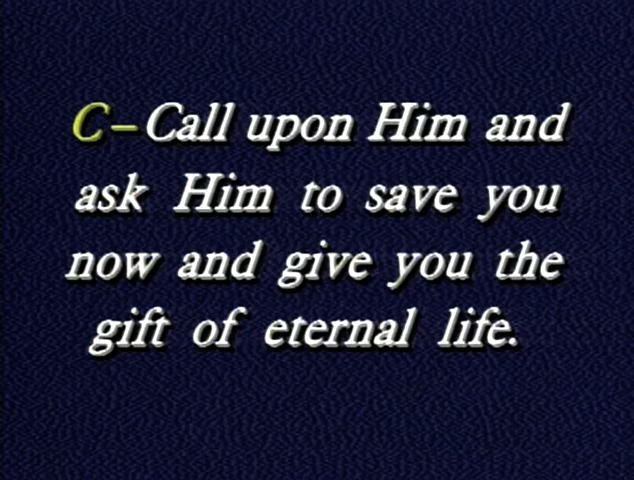 C–Call upon Him and
ask Him to save you
now and give you the
gift of eternal life.